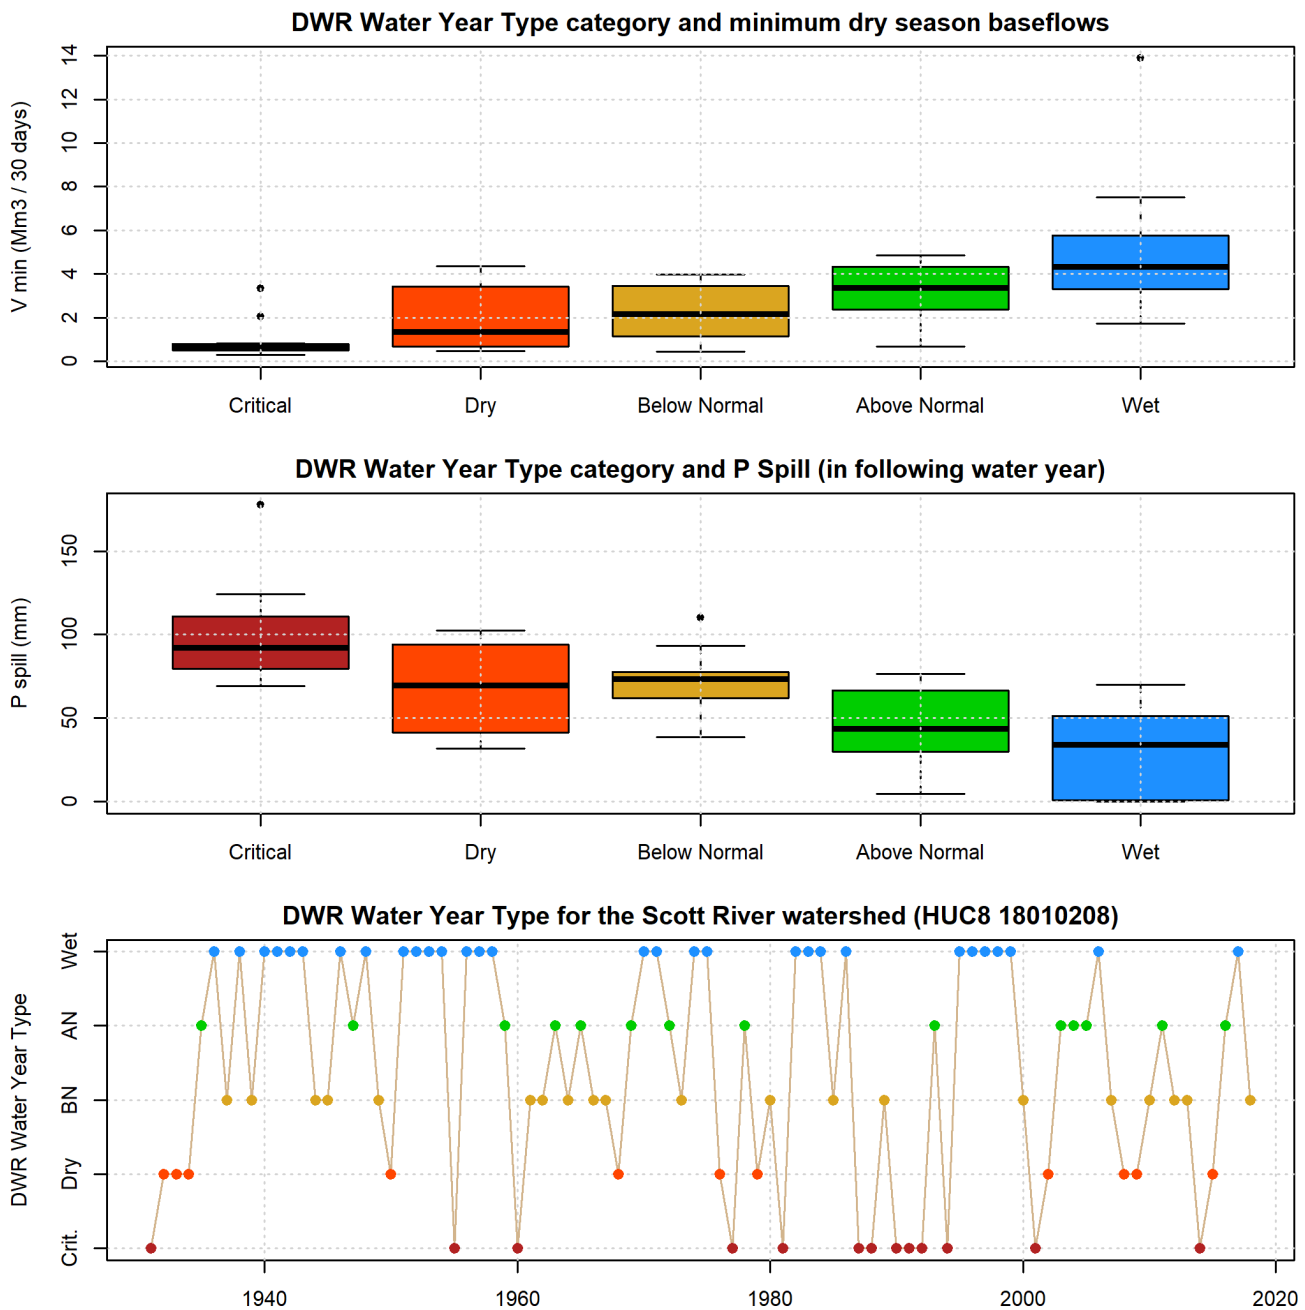 DWR Water Year Type category and minimum dry season baseflows
V min (Mm3 / 30 days)
14
12
10
8
6
4
2
0
Critical Dry Below Normal Above Normal Wet
DWR Water Year Type category and P Spill (in following water year)
P spill (mm)
150
100
50
0
Critical Dry Below Normal Above Normal Wet
DWR Water Year Type for the Scott River watershed (HUC8 18010208)
DWR Water Year Type
Wet
AN
BN
Dry
Crit.
1940 1960 1980 2000 2020